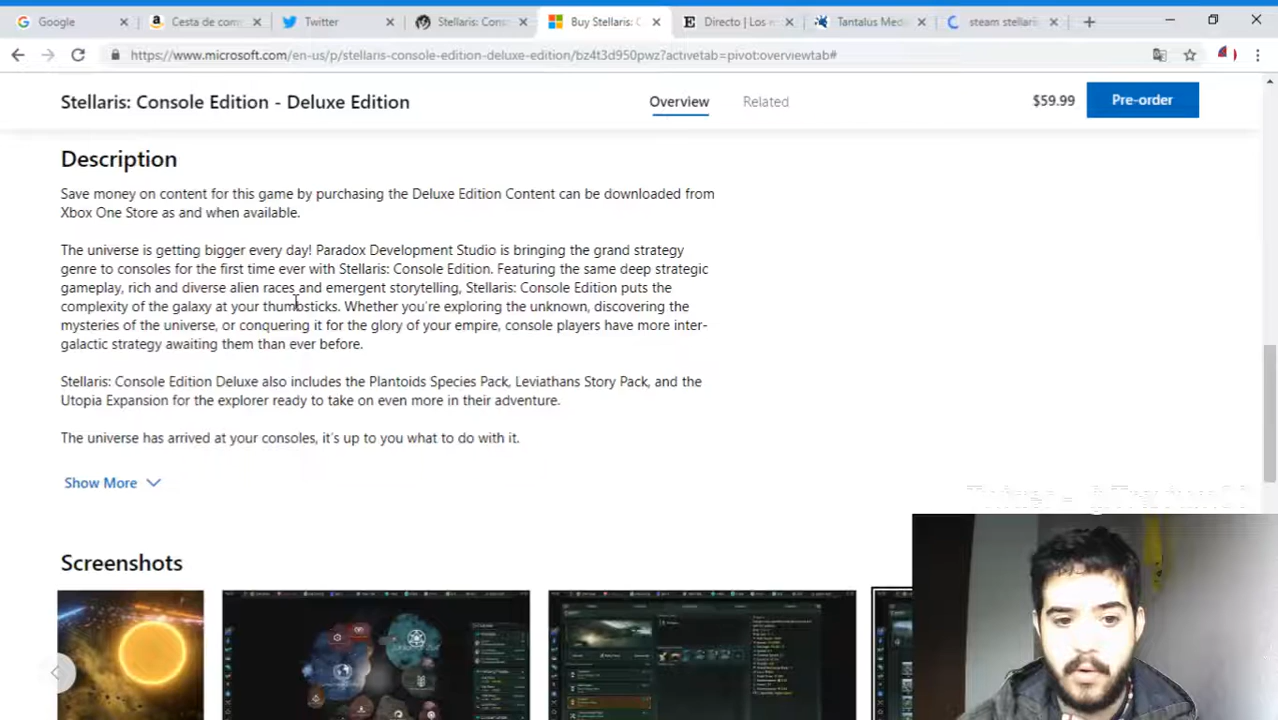 Google
Cesta de com
Twitter
Stellaris: Cons
Buy Stellaris: C
Directo | Los
Tantalus Med
steam stellari
https://www.microsoft.com/en-us/p/stellaris-console-edition-deluxe-edition/bz4t3d950pwz?activetab=pivot:overviewtab#
Stellaris: Console Edition - Deluxe Edition
Overview
Related
$59.99
Pre-order
Description
Save money on content for this game by purchasing the Deluxe Edition Content can be downloaded from
Xbox One Store as and when available.
The universe is getting bigger every day! Paradox Development Studio is bringing the grand strategy
genre to consoles for the first time ever with Stellaris: Console Edition. Featuring the same deep strategic
gameplay, rich and diverse alien races and emergent storytelling, Stellaris: Console Edition puts the
complexity of the galaxy at your thumbsticks. Whether you're exploring the unknown, discovering the
mysteries of the universe, or conquering it for the glory of your empire, console players have more inter-
galactic strategy awaiting them than ever before.
Stellaris: Console Edition Deluxe also includes the Plantoids Species Pack, Leviathans Story Pack, and the
Utopia Expansion for the explorer ready to take on even more in their adventure.
The universe has arrived at your consoles, it's up to you what to do with it.
Show More
Screenshots